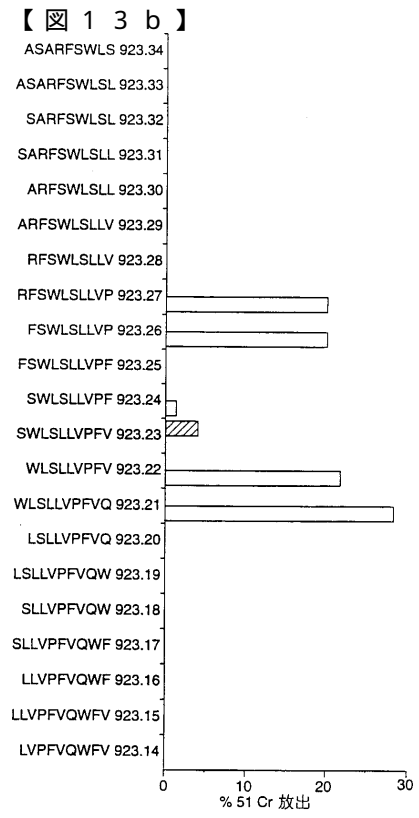 【図１３ｂ】
ASARFSWLS 923.34
ASARFSWLSL 923.33
SARFSWLSL 923.32
SARFSWLSLL 923.31
ARFSWLSLL 923.30
ARFSWLSLLV 923.29
RFSWLSLLV 923.28
RFSWLSLLVP 923.27
FSWLSLLVP 923.26
FSWLSLLVPF 923.25
SWLSLLVPF 923.24
SWLSLLVPFV 923.23
WLSLLVPFV 923.22
WLSLLVPFVQ 923.21
LSLLVPFVQ 923.20
LSLLVPFVQW 923.19
SLLVPFVQW 923.18
SLLVPFVQWF 923.17
LLVPFVQWF 923.16
LLVPFVQWFV 923.15
LVPFVQWFV 923.14
0 10 20 30
% 51 Cr 放出